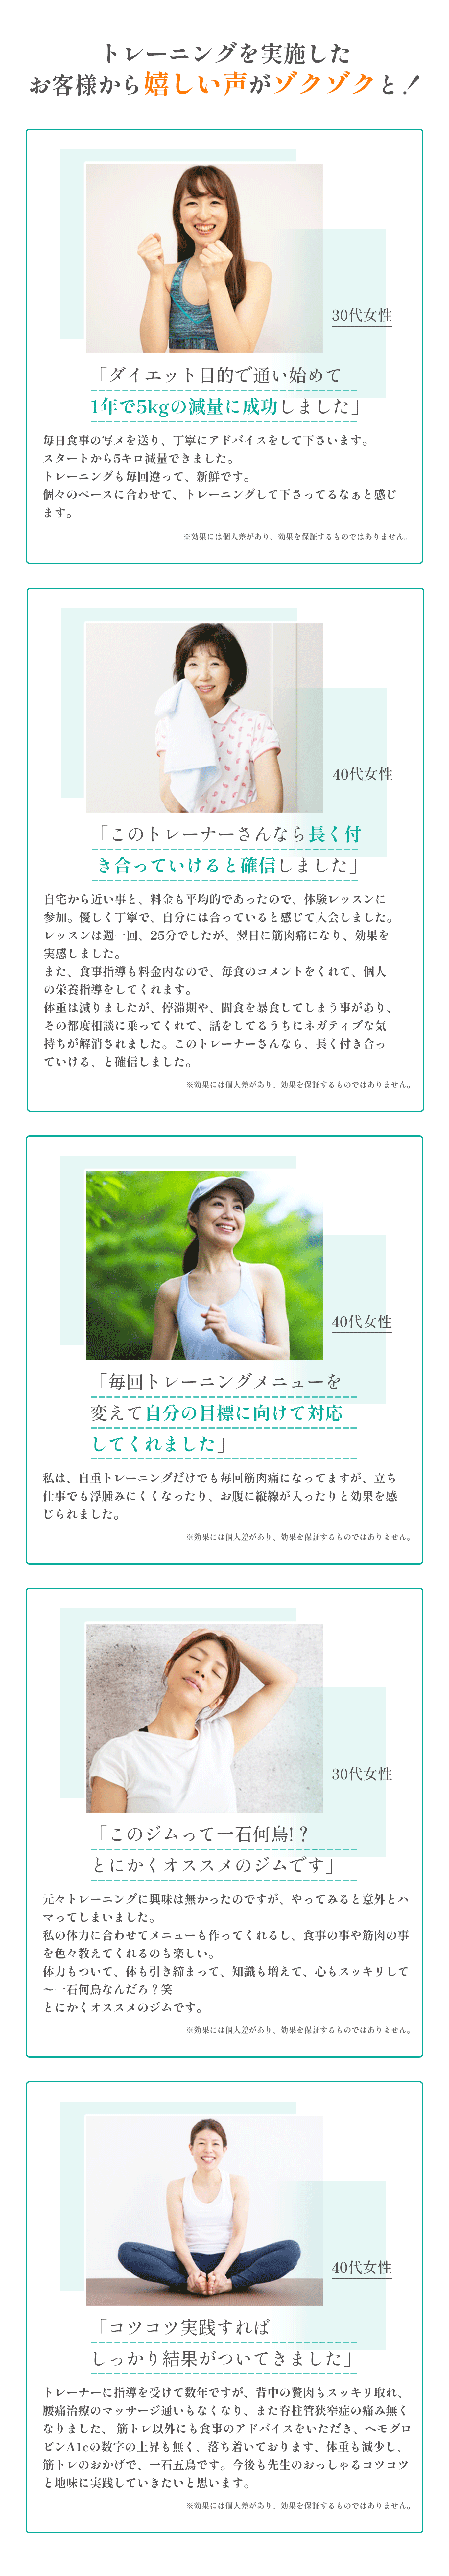 トレーニングを実施した
お客様から嬉しい声がゾクゾクと!
30代女性
「ダイエット目的で通い始めて
1年で5kgの減量に成功しました」
毎日食事の写メを送り、丁寧にアドバイスをして下さいます。
スタートから5キロ減量できました。
トレーニングも毎回違って、新鮮です。
個々のペースに合わせて、トレーニングして下さってるなぁと感じ
ます。
※効果には個人差があり、効果を保証するものではありません。
40代女性
「このトレーナーさんなら長く付
き合っていけると確信しました」
自宅から近い事と、料金も平均的であったので、体験レッスンに
参加。優しく丁寧で、自分には合っていると感じて入会しました。
レッスンは週一回、25分でしたが、翌日に筋肉痛になり、効果を
実感しました。
また、食事指導も料金内なので、毎食のコメントをくれて、個人
の栄養指導をしてくれます。
体重は減りましたが、停滞期や、間食を暴食してしまう事があり、
その都度相談に乗ってくれて、話をしてるうちにネガティブな気
持ちが解消されました。このトレーナーさんなら、長く付き合っ
ていける、と確信しました。
※効果には個人差があり、効果を保証するものではありません。
40代女性
「毎回トレーニングメニューを
変えて自分の目標に向けて対応
してくれました」
私は、自重トレーニングだけでも毎回筋肉痛になってますが、立ち
仕事でも浮腫みにくくなったり、お腹に縦線が入ったりと効果を感
じられました。
※効果には個人差があり、効果を保証するものではありません。
30代女性
「このジムって一石何鳥!？
とにかくオススメのジムです」
元々トレーニングに興味は無かったのですが、やってみると意外とハ
マってしまいました。
私の体力に合わせてメニューも作ってくれるし、食事の事や筋肉の事
を色々教えてくれるのも楽しい。
体力もついて、体も引き締まって、知識も増えて、心もスッキリして
〜一石何鳥なんだろ？笑
とにかくオススメのジムです。
※効果には個人差があり、効果を保証するものではありません。
40代女性
「コツコツ実践すれば
しっかり結果がついてきました」
トレーナーに指導を受けて数年ですが、背中の贅肉もスッキリ取れ、
腰痛治療のマッサージ通いもなくなり、また脊柱管狭窄症の痛み無く
なりました、 筋トレ以外にも食事のアドバイスをいただき、ヘモグロ
ビンA1cの数字の上昇も無く、落ち着いております、体重も減少し、
筋トレのおかげで、一石五鳥です。今後も先生のおっしゃるコツコツ
と地味に実践していきたいと思います。
※効果には個人差があり、効果を保証するものではありません。